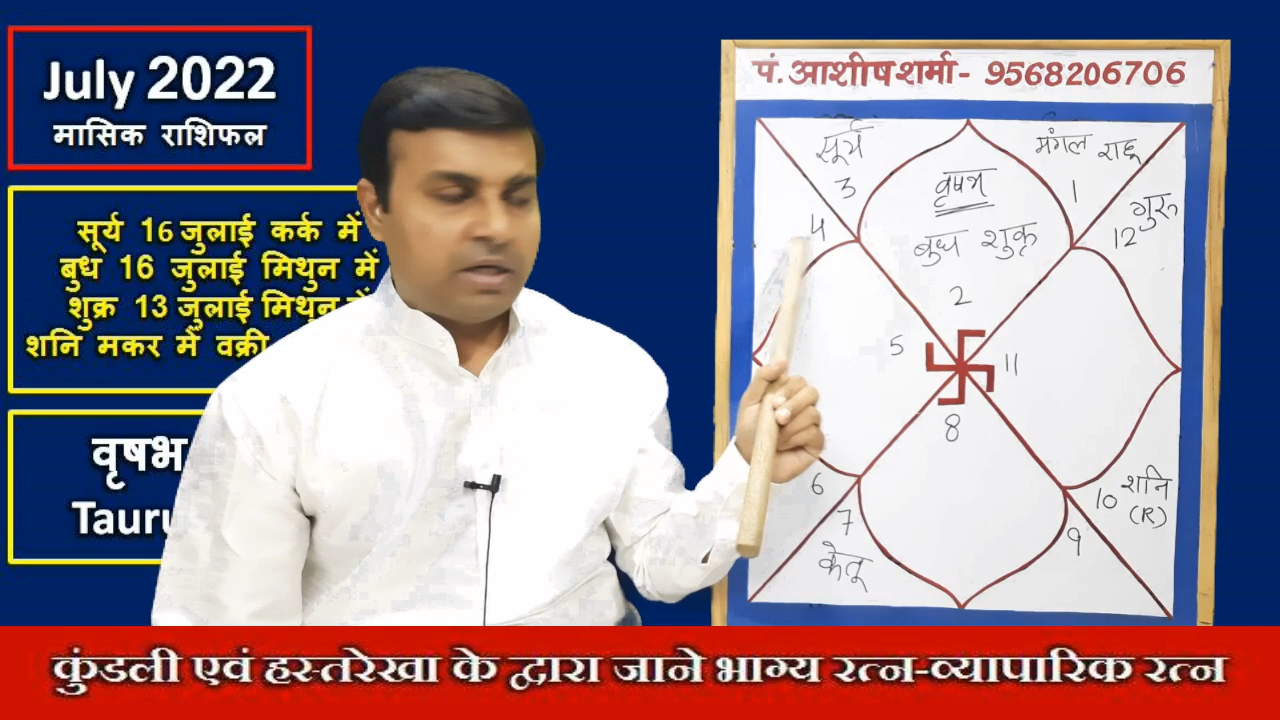 July 2022
मासिक राशिफल
सूर्य 16 जुलाई कर्क में
बुध 16 जुलाई मिथुन में
शुक्र 13 जुलाई मिथुन में
शनि मकर में वक्री
वृषभ
Tauru
पं. आशीष शर्मा - 9568206706
सूर्य
3
4
वृषभ
बुध शुक्र
2
मंगल राहू
1
गुरु
12
5
11
8
6
7
केतू
9
10 शनि
(R)
कुंडली एवं हस्तरेखा के द्वारा जाने भाग्य रत्न-व्यापारिक रत्न